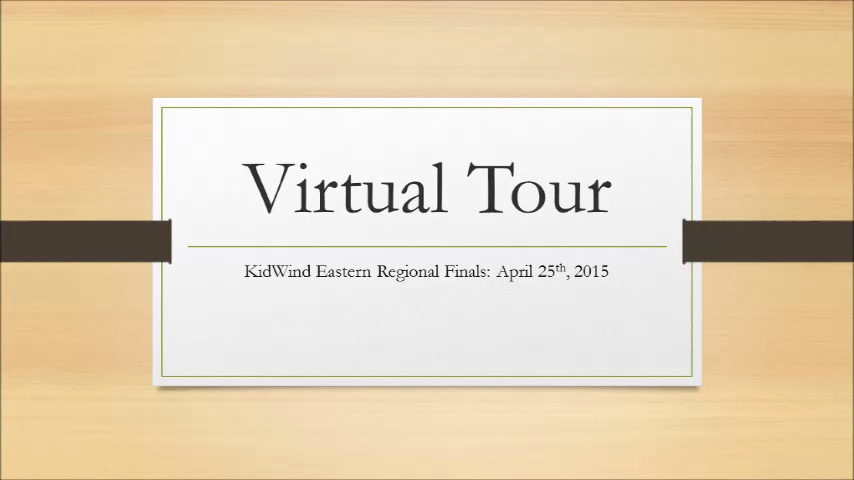 Virtual Tour
KidWind Eastern Regional Finals: April 25th, 2015